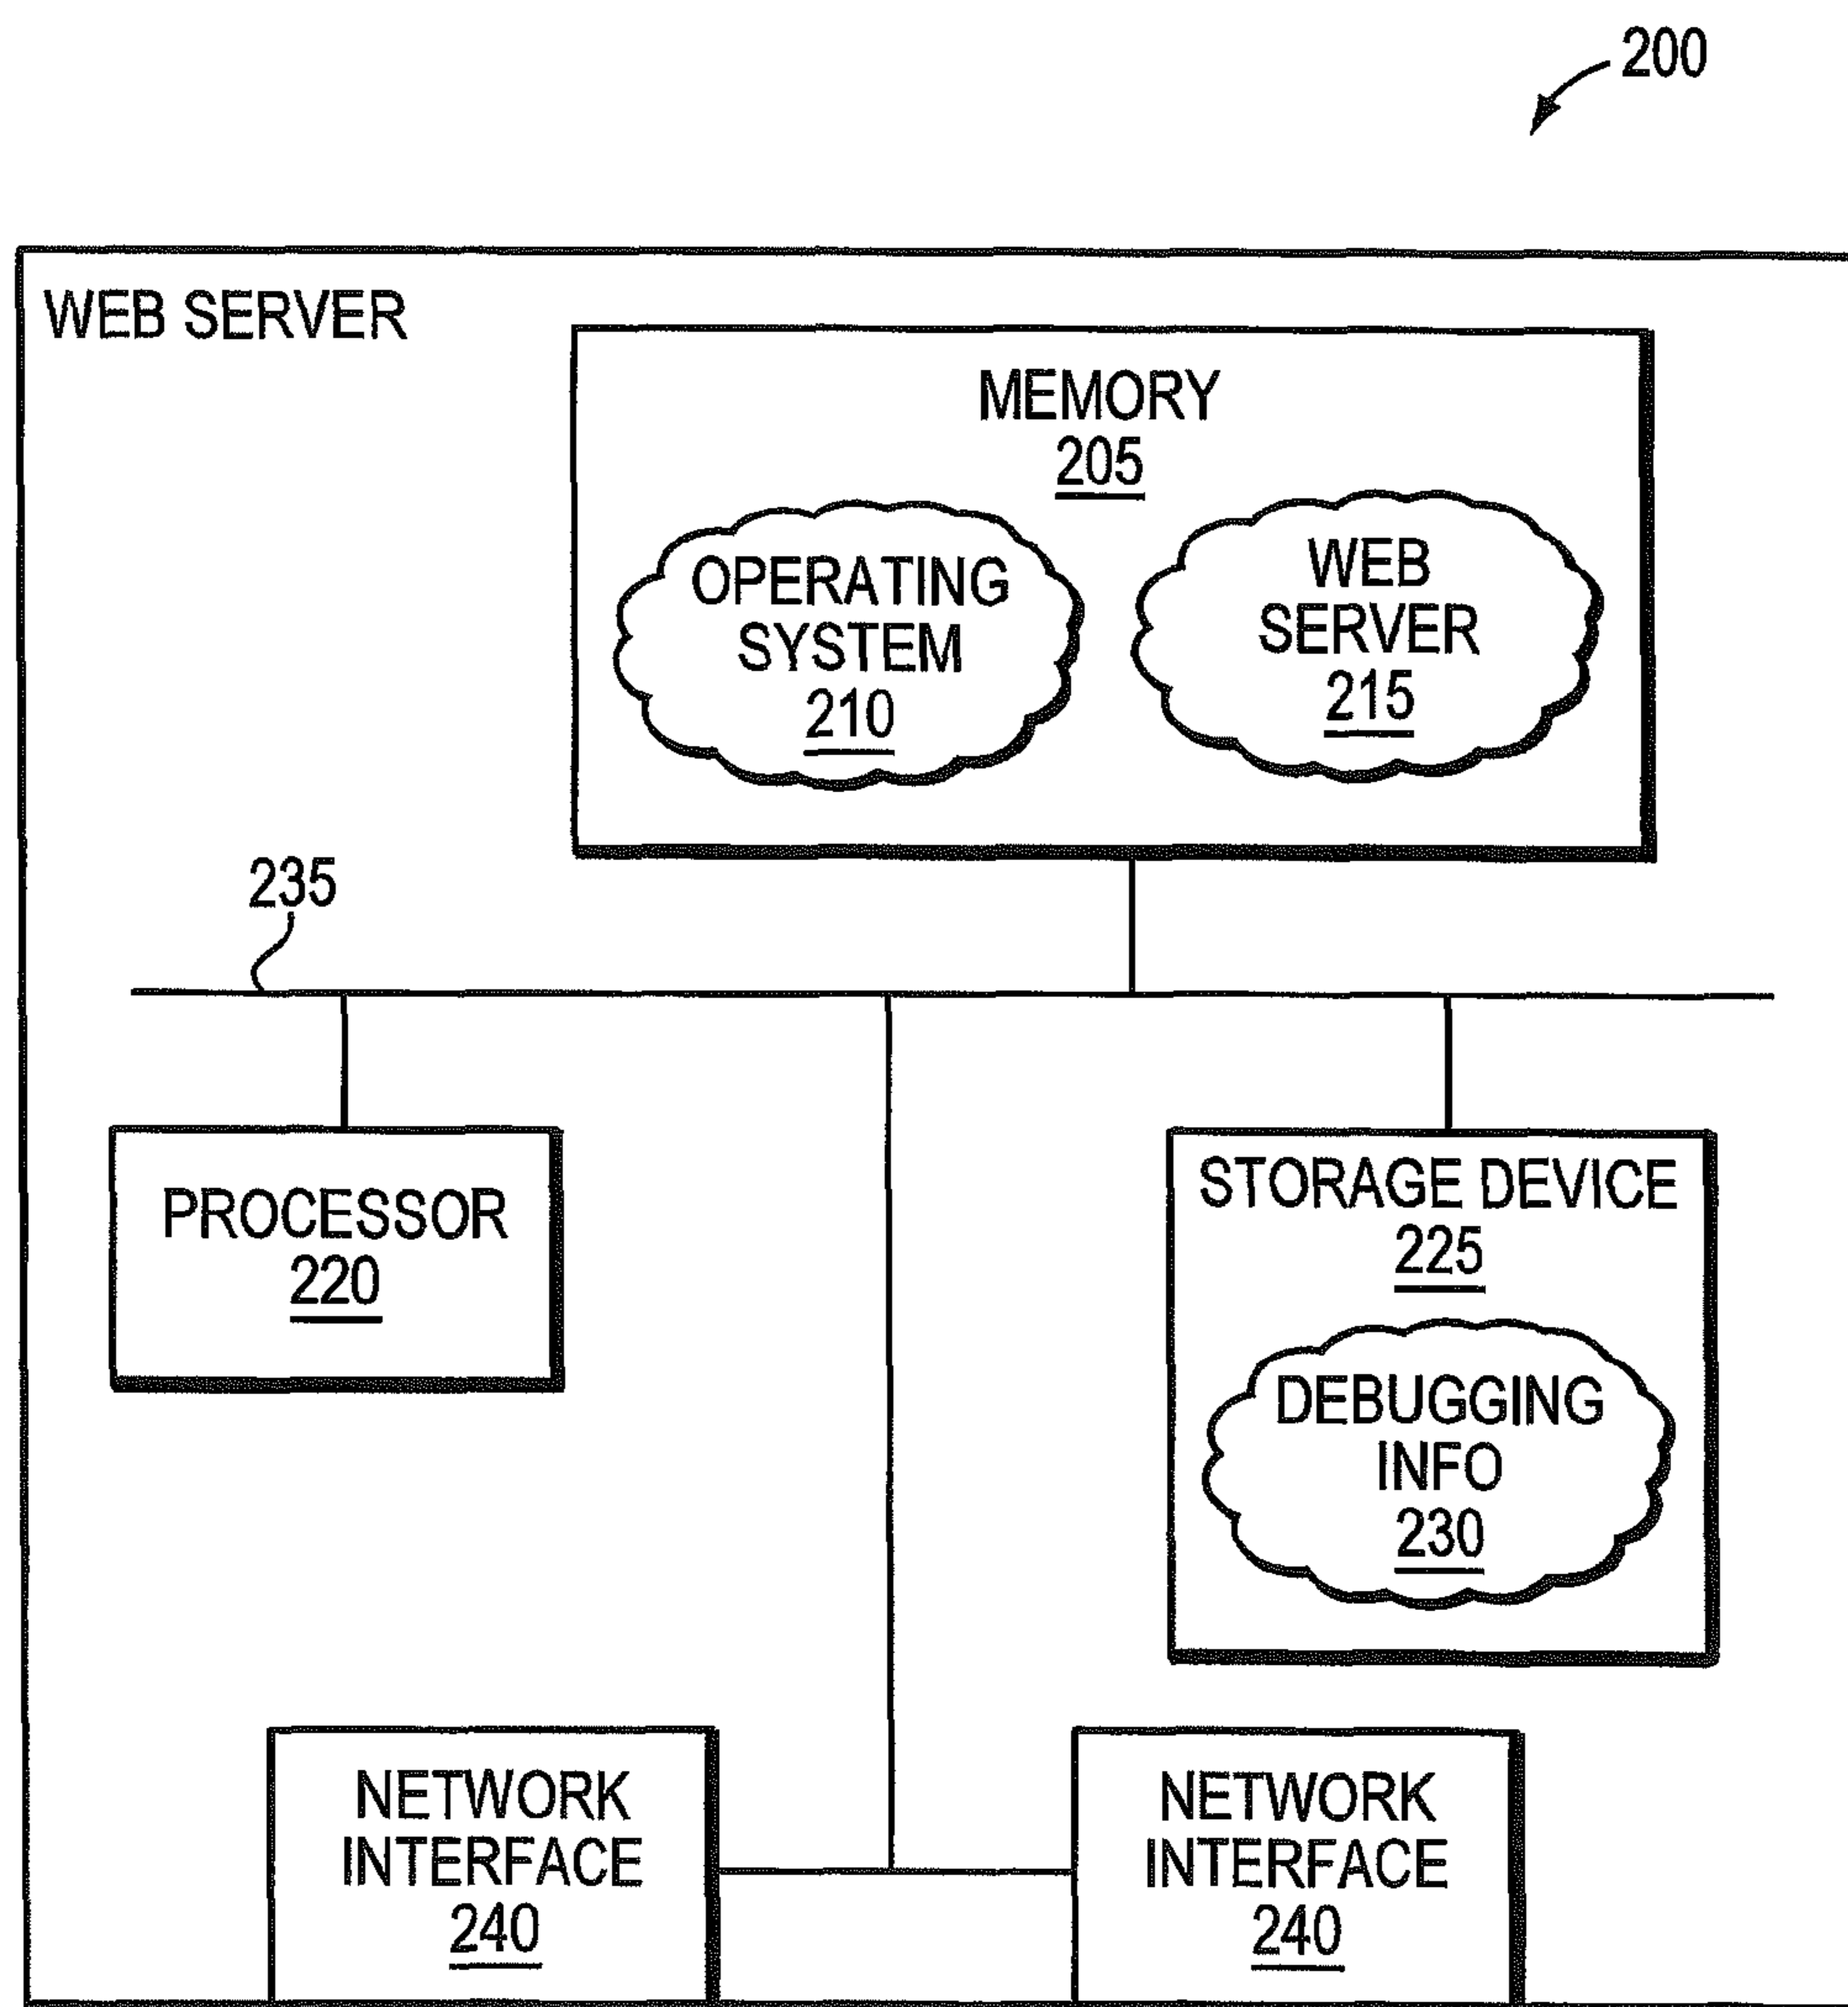 200
WEB SERVER
MEMORY
205
OPERATING
SYSTEM
210
WEB
SERVER
215
235
PROCESSOR
220
STORAGE DEVICE
225
DEBUGGING
INFO
230
NETWORK
INTERFACE
240
NETWORK
INTERFACE
240